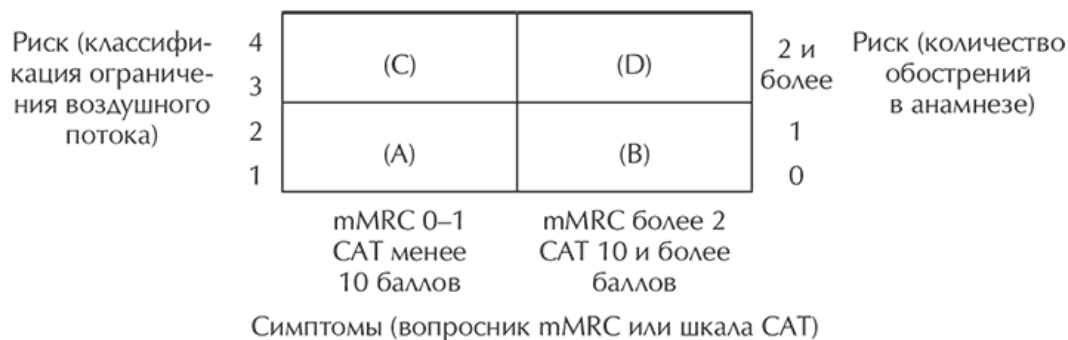 Риск (классифи-
кация ограниче-
ния воздушного
потока)
4
3
2
1
(C)
(D)
(A)
(B)
2 и
более
1
0
Риск (количество
обострений
в анамнезе)
mMRC 0–1
CAT менее
10 баллов
mMRC более 2
CAT 10 и более
баллов
Симптомы (вопросник mMRC или шкала CAT)